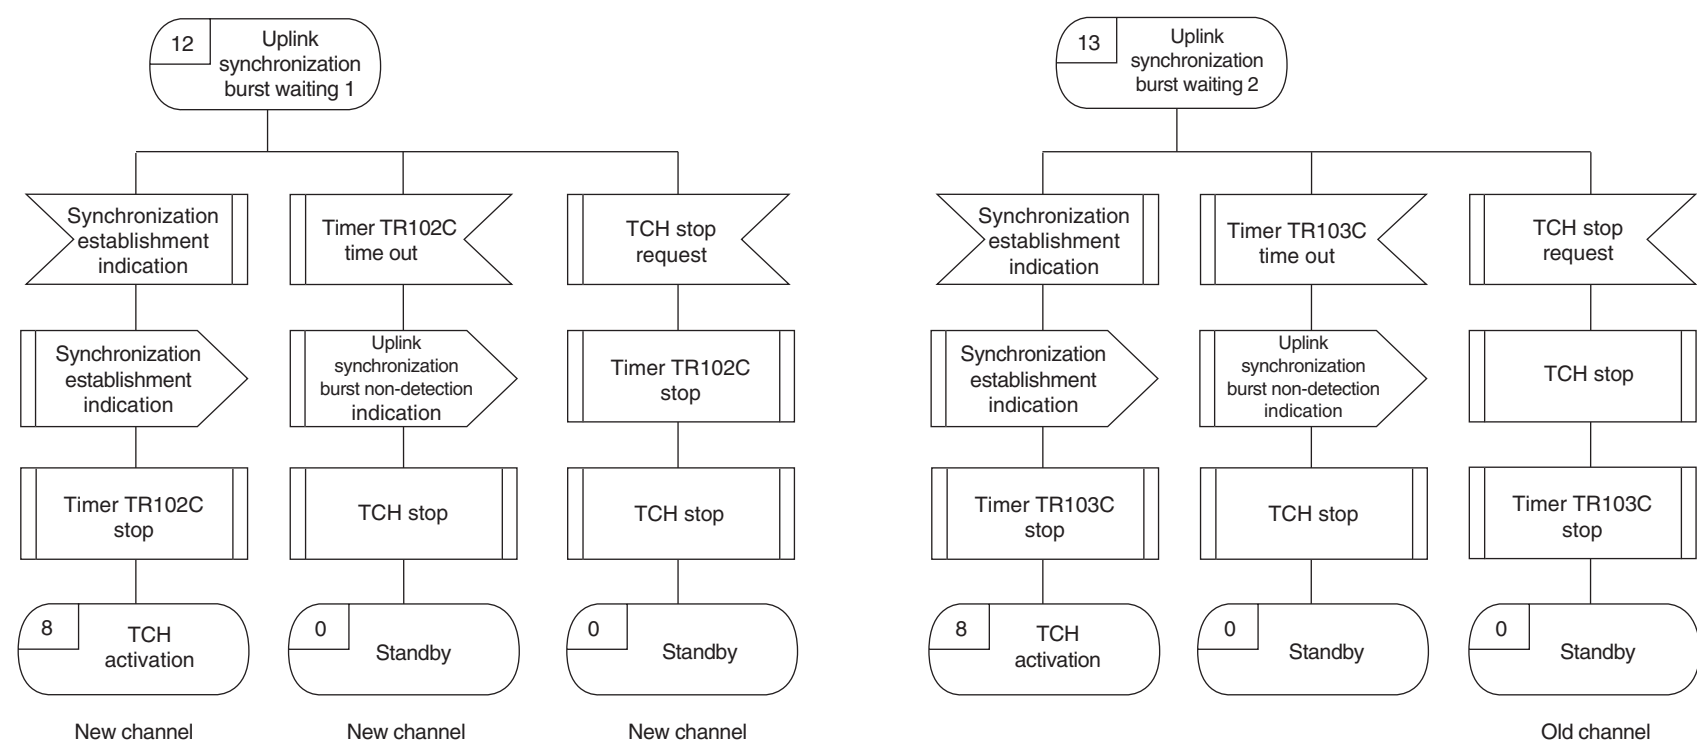 12
Uplink
synchronization
burst waiting 1
Synchronization
establishment
indication
Timer TR102C
time out
TCH stop
request
Synchronization
establishment
indication
Uplink
synchronization
burst non-detection
indication
Timer TR102C
stop
Timer TR102C
stop
TCH stop
TCH stop
8
TCH
activation
0
Standby
0
Standby
New channel
New channel
New channel
13
Uplink
synchronization
burst waiting 2
Synchronization
establishment
indication
Timer TR103C
time out
TCH stop
request
Synchronization
establishment
indication
Uplink
synchronization
burst non-detection
indication
TCH stop
Timer TR103C
stop
TCH stop
Timer TR103C
stop
8
TCH
activation
0
Standby
0
Standby
Old channel